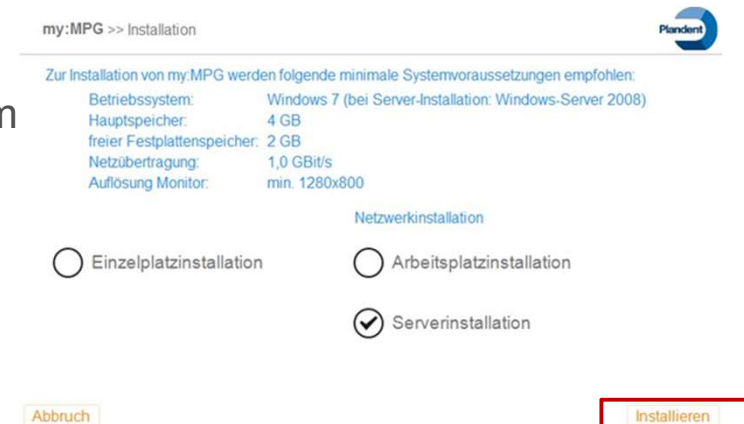 my:MPG >> Installation
Plandent
Zur Installation von my:MPG werden folgende minimale Systemvoraussetzungen empfohlen:
Betriebssystem: Windows 7 (bei Server-Installation: Windows-Server 2008)
Hauptspeicher: 4 GB
freier Festplattenspeicher: 2 GB
Netzübertragung: 1,0 GBit/s
Auflösung Monitor: min. 1280x800
Netzwerkinstallation
Einzelplatzinstallation Arbeitsplatzinstallation
Serverinstallation
Abbruch Installieren